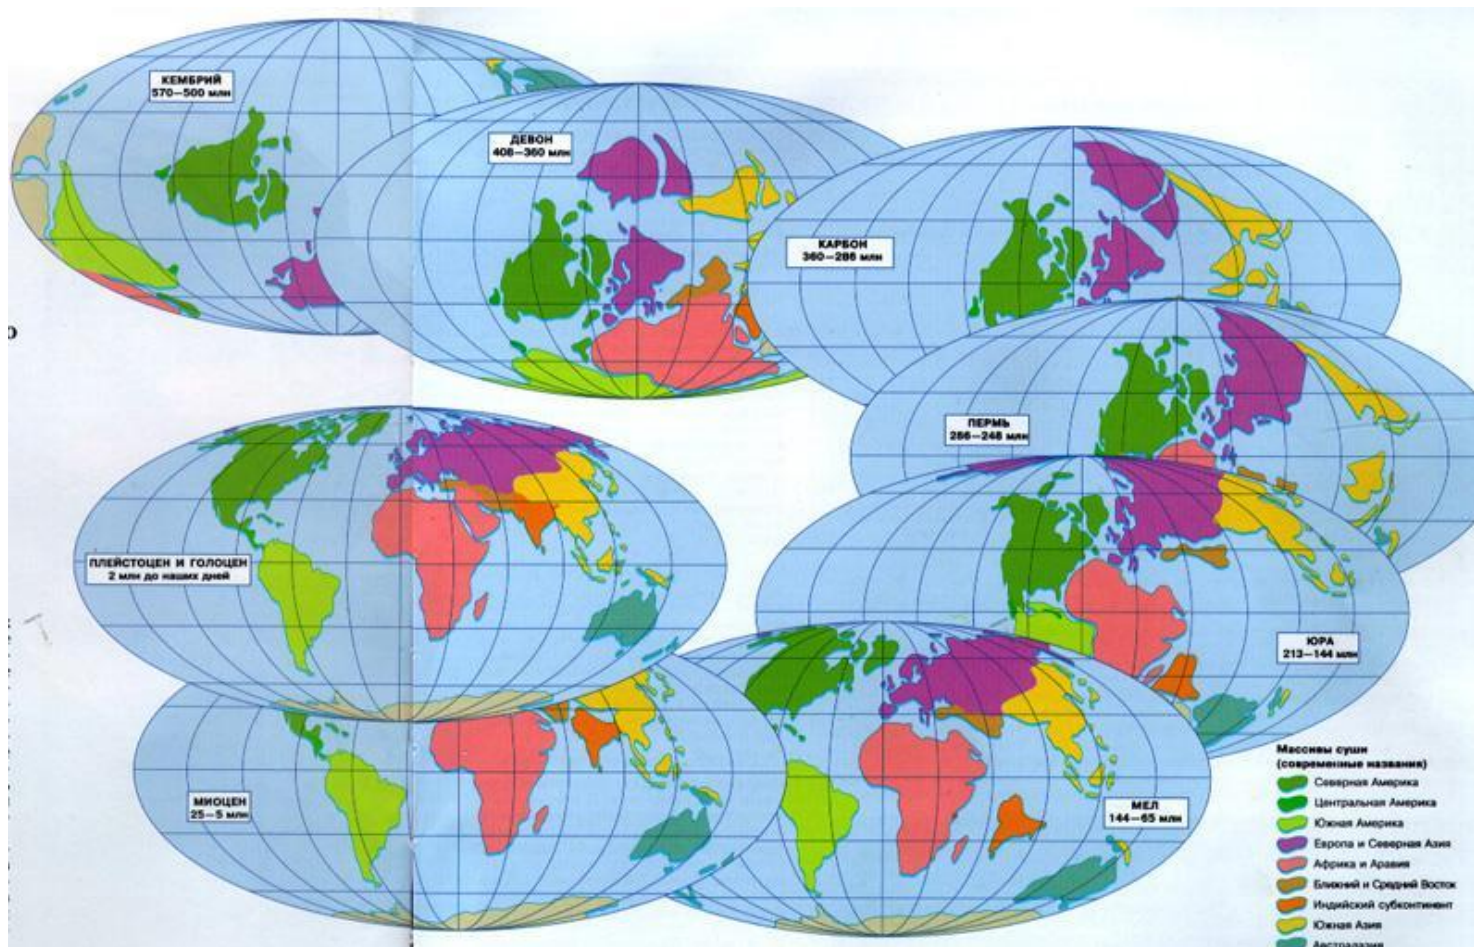 КЕМБРИЙ
570—500 млн
ДЕВОН
408—360 млн
КАРБОН
360—286 млн
ПЕРМЬ
286—248 млн
ПЛЕЙСТОЦЕН И ГОЛОЦЕН
2 млн до наших дней
ЮРА
213—144 млн
МИОЦЕН
25—5 млн
МЕЛ
144—65 млн
Массивы суши
(современные названия)
Северная Америка
Центральная Америка
Южная Америка
Европа и Северная Азия
Африка и Аравия
Ближний и Средний Восток
Индийский субконтинент
Южная Азия
Австралазия